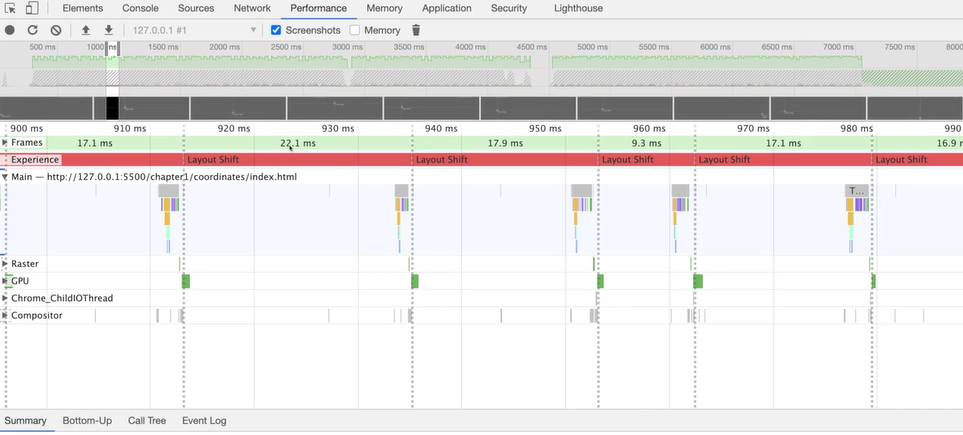 Elements Console Sources Network Performance Memory Application Security Lighthouse
127.0.0.1 #1 Screenshots Memory
500 ms 1000 ms 1500 ms 2000 ms 2500 ms 3000 ms 3500 ms 4000 ms 4500 ms 5000 ms 5500 ms 6000 ms 6500 ms 7000 ms 7500 ms 8000 ms
900 ms 910 ms 920 ms 930 ms 940 ms 950 ms 960 ms 970 ms 980 ms 990
Frames 17.1 ms 22.1 ms 17.9 ms 9.3 ms 17.1 ms 16.9 m
Experience Layout Shift Layout Shift Layout Shift Layout Shift Layout Shift
Main — http://127.0.0.1:5500/chapter1/coordinates/index.html
T...
Raster
GPU
Chrome_ChildIOThread
Compositor
Summary Bottom-Up Call Tree Event Log